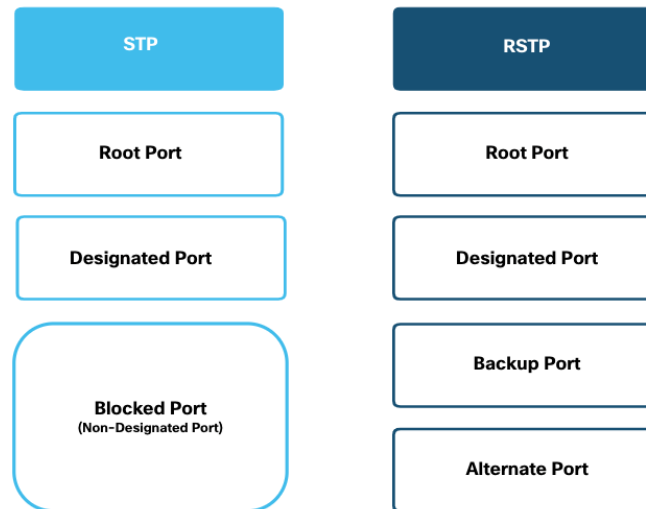 STP
Root Port
Designated Port
Blocked Port
(Non-Designated Port)
RSTP
Root Port
Designated Port
Backup Port
Alternate Port